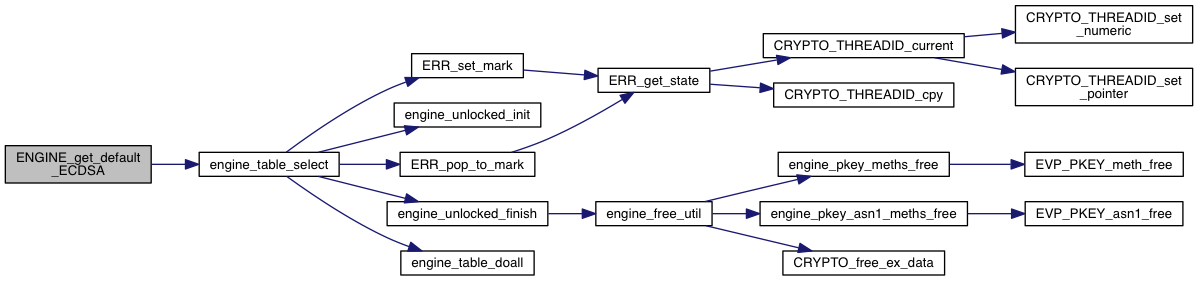 ENGINE_get_default
_ECDSA
engine_table_select
ERR_set_mark
engine_unlocked_init
ERR_pop_to_mark
engine_unlocked_finish
engine_table_doall
ERR_get_state
engine_free_util
CRYPTO_THREADID_current
CRYPTO_THREADID_cpy
engine_pkey_meths_free
engine_pkey_asn1_meths_free
CRYPTO_free_ex_data
CRYPTO_THREADID_set
_numeric
CRYPTO_THREADID_set
_pointer
EVP_PKEY_meth_free
EVP_PKEY_asn1_free